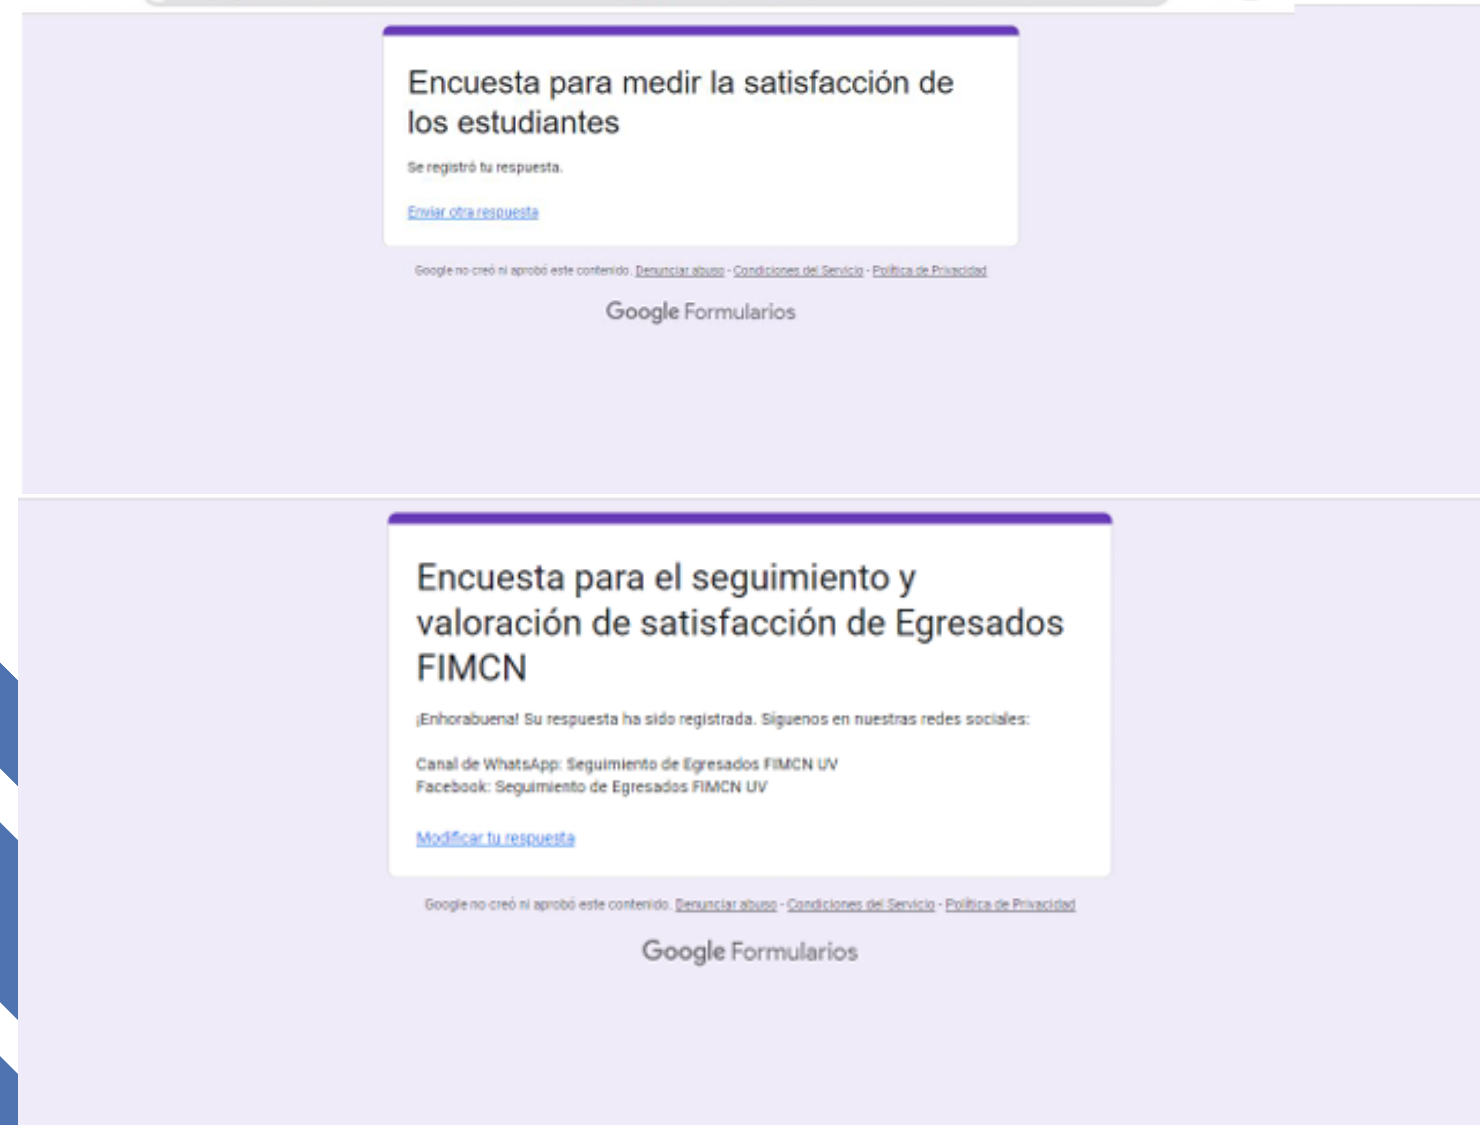 Encuesta para medir la satisfacción de
los estudiantes
Se registró tu respuesta.
Enviar otra respuesta
Google no creó ni aprobó este contenido. Denunciar abuso - Condiciones del Servicio - Política de Privacidad
Google Formularios
Encuesta para el seguimiento y
valoración de satisfacción de Egresados
FIMCN
¡Enhorabuena! Su respuesta ha sido registrada. Síguenos en nuestras redes sociales:
Canal de WhatsApp: Seguimiento de Egresados FIMCN UV
Facebook: Seguimiento de Egresados FIMCN UV
Modificar tu respuesta
Google no creó ni aprobó este contenido. Denunciar abuso - Condiciones del Servicio - Política de Privacidad
Google Formularios